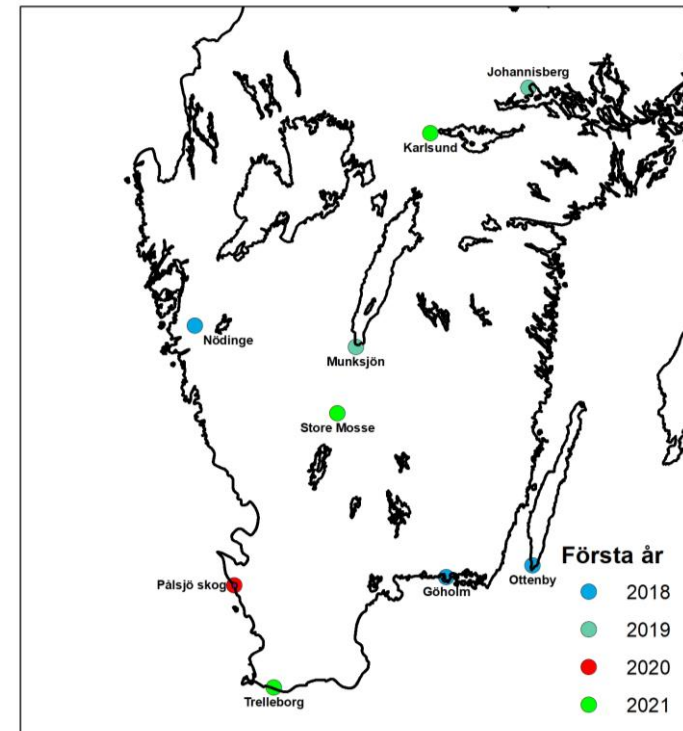 Johannisberg
Karlsund
Nödinge
Munksjön
Store Mosse
Första år
Pålsjö skog
Göholm
Ottenby
2018
2019
2020
2021
Trelleborg